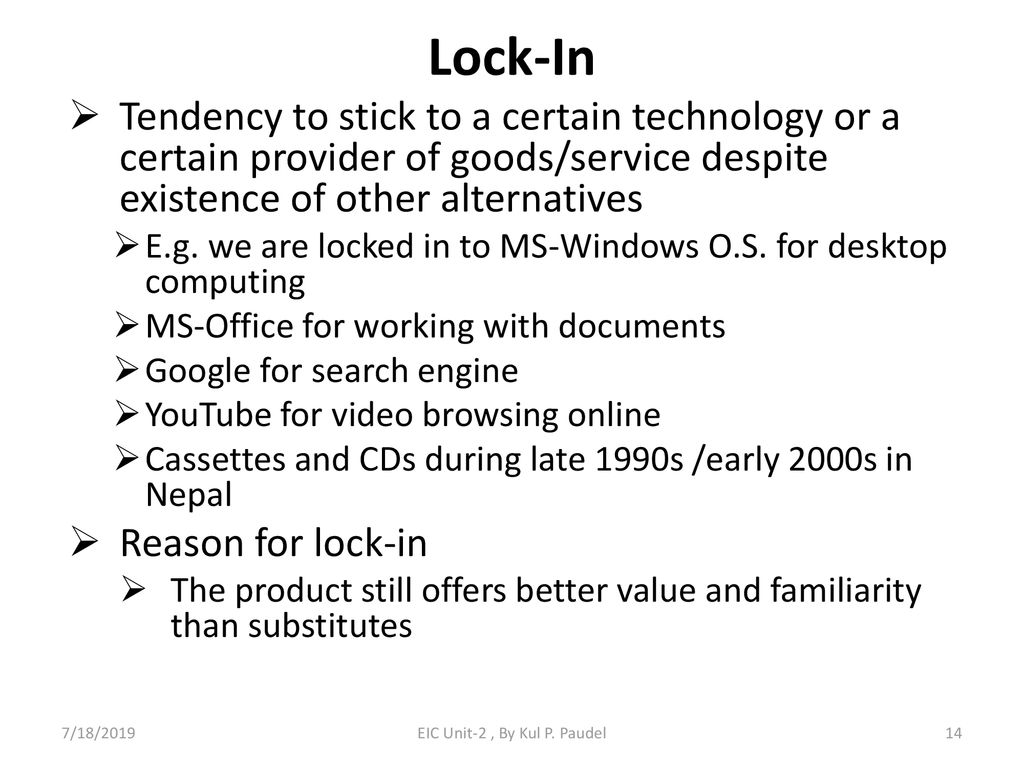 Lock-In
➢ Tendency to stick to a certain technology or a
certain provider of goods/service despite
existence of other alternatives
➢E.g. we are locked in to MS-Windows O.S. for desktop
computing
➢MS-Office for working with documents
➢Google for search engine
➢YouTube for video browsing online
➢Cassettes and CDs during late 1990s /early 2000s in
Nepal
➢ Reason for lock-in
➢ The product still offers better value and familiarity
than substitutes
7/18/2019 EIC Unit-2 , By Kul P. Paudel 14